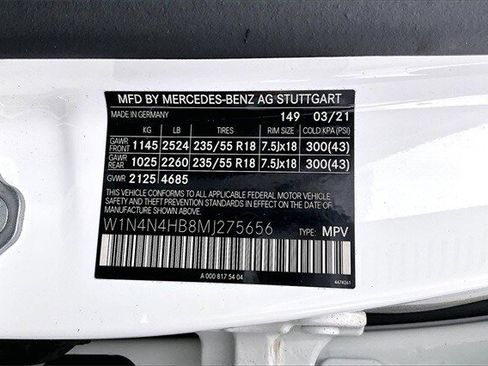 MFD BY MERCEDES-BENZ AG STUTTGART
MADE IN GERMANY 149 03/21
KG LB TIRES RIM SIZE COLD KPA (PSI)
GAWR FRONT 1145 2524 235/55 R18 7.5Jx18 300(43)
GAWR REAR 1025 2260 235/55 R18 7.5Jx18 300(43)
GVWR 2125 4685
THIS VEHICLE CONFORMS TO ALL APPLICABLE FEDERAL MOTOR VEHICLE
SAFETY AND THEFT PREVENTION STANDARDS IN EFFECT ON THE DATE OF
MANUFACTURE SHOWN ABOVE.
W1N4N4HB8MJ275656 TYPE: MPV
A 000 817 54 04